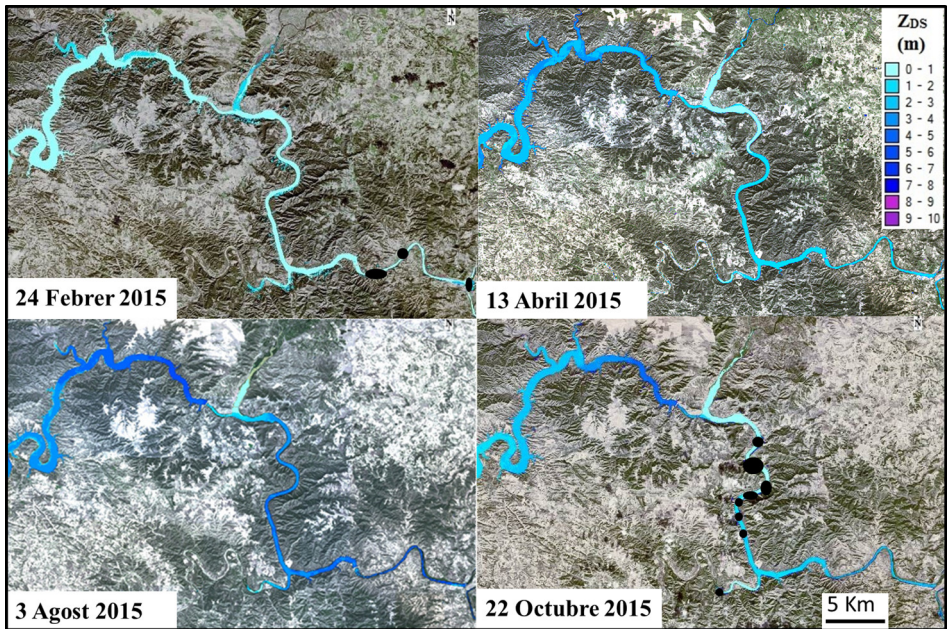 N
24 Febrer 2015
13 Abril 2015
Z_DS
(m)
0 - 1
1 - 2
2 - 3
3 - 4
4 - 5
5 - 6
6 - 7
7 - 8
8 - 9
9 - 10
3 Agost 2015
N
22 Octubre 2015
5 Km